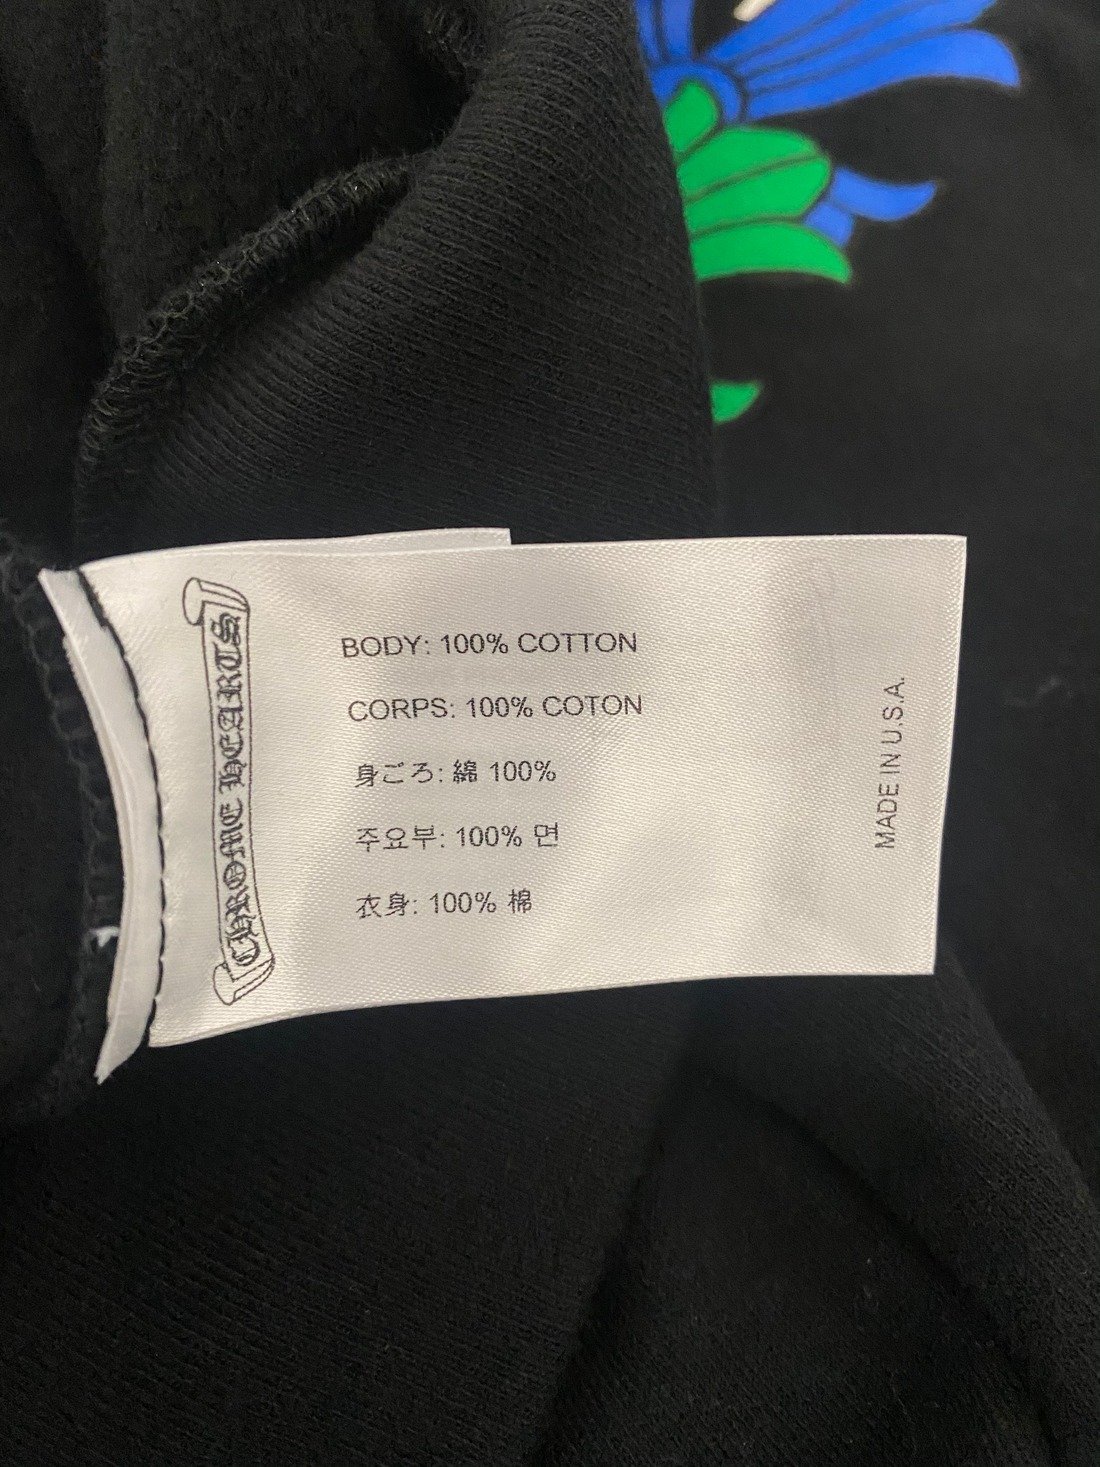 CHROME HEARTS
BODY: 100% COTTON
CORPS: 100% COTON
身ごろ: 綿 100%
주요부: 100% 면
衣身: 100% 棉
MADE IN U.S.A.